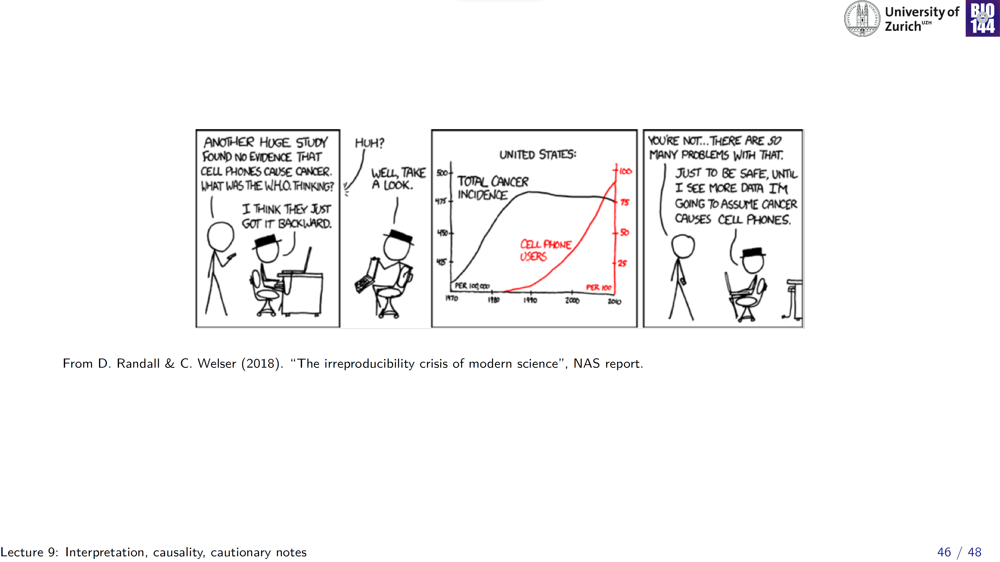 University of
Zurich UZH
BIO
144
UNIVERSITAS TURICENSIS
ANOTHER HUGE STUDY
FOUND NO EVIDENCE THAT
CELL PHONES CAUSE CANCER.
WHAT WAS THE W.H.O. THINKING?
I THINK THEY JUST
GOT IT BACKWARD.
HUH?
WELL, TAKE
A LOOK.
UNITED STATES:
500
475
450
425
TOTAL CANCER
INCIDENCE
CELL PHONE
USERS
100
75
50
25
PER 100,000
PER 100
1970
1980
1990
2000
2010
YOU'RE NOT... THERE ARE SO
MANY PROBLEMS WITH THAT.
JUST TO BE SAFE, UNTIL
I SEE MORE DATA I'M
GOING TO ASSUME CANCER
CAUSES CELL PHONES.
From D. Randall & C. Welser (2018). “The irreproducibility crisis of modern science”, NAS report.
Lecture 9: Interpretation, causality, cautionary notes
46 / 48